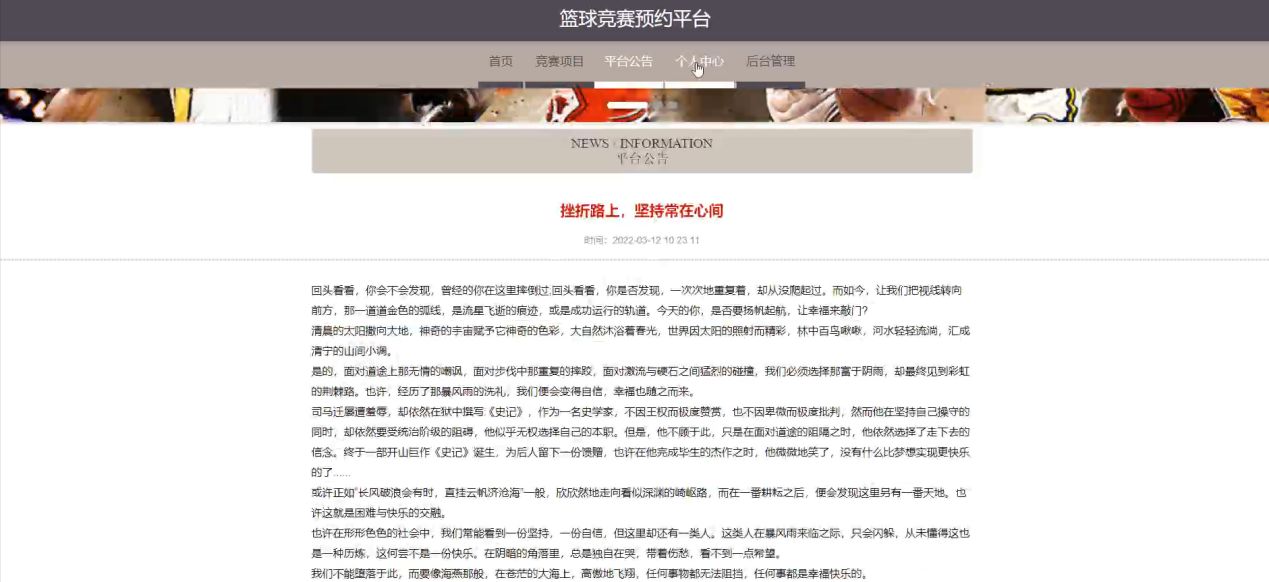 篮球竞赛预约平台
首页 竞赛项目 平台公告 个人中心 后台管理
NEWS / INFORMATION
平台公告
挫折路上，坚持常在心间
时间：2022-03-12 10:23:11
回头看看，你会不会发现，曾经的你在这里摔倒过.回头看看，你是否发现，一次次地重复着，却从没爬起过。而如今，让我们把视线转向
前方，那一道道金色的弧线，是流星飞逝的痕迹，或是成功运行的轨道。今天的你，是否要扬帆起航，让幸福来敲门？
清晨的太阳撒向大地，神奇的宇宙赋予它神奇的色彩，大自然沐浴着春光，世界因太阳的照射而精彩，林中百鸟啾啾，河水轻轻流淌，汇成
清宁的山间小调。
是的，面对道途上那无情的嘲讽，面对步伐中那重复的摔跤，面对激流与硬石之间猛烈的碰撞，我们必须选择那富于阴雨，却最终见到彩虹
的荆棘路。也许，经历了那暴风雨的洗礼，我们便会变得自信，幸福也随之而来。
司马迁屡遭羞辱，却依然在狱中撰写《史记》，作为一名史学家，不因王权而极度赞赏，也不因卑微而极度批判，然而他在坚持自己操守的
同时，却依然要受统治阶级的阻碍，他似乎无权选择自己的本职。但是，他不顾于此，只是在面对道途的阻隔之时，他依然选择了走下去的
信念。终于一部开山巨作《史记》诞生，为后人留下一份馈赠，也许在他完成毕生的杰作之时，他微微地笑了，没有什么比梦想实现更快乐
的了......
或许正如“长风破浪会有时，直挂云帆济沧海”一般，欣欣然地走向看似深渊的崎岖路，而在一番耕耘之后，便会发现这里另有一番天地。也
许这就是困难与快乐的交融。
也许在形形色色的社会中，我们常能看到一份坚持，一份自信，但这里却还有一类人。这类人在暴风雨来临之际，只会闪躲，从未懂得这也
是一种历炼，这何尝不是一份快乐。在阴暗的角落里，总是独自在哭，带着伤愁，看不到一点希望。
我们不能堕落于此，而要像海燕那般，在苍茫的大海上，高傲地飞翔，任何事物都无法阻挡，任何事都是幸福快乐的。